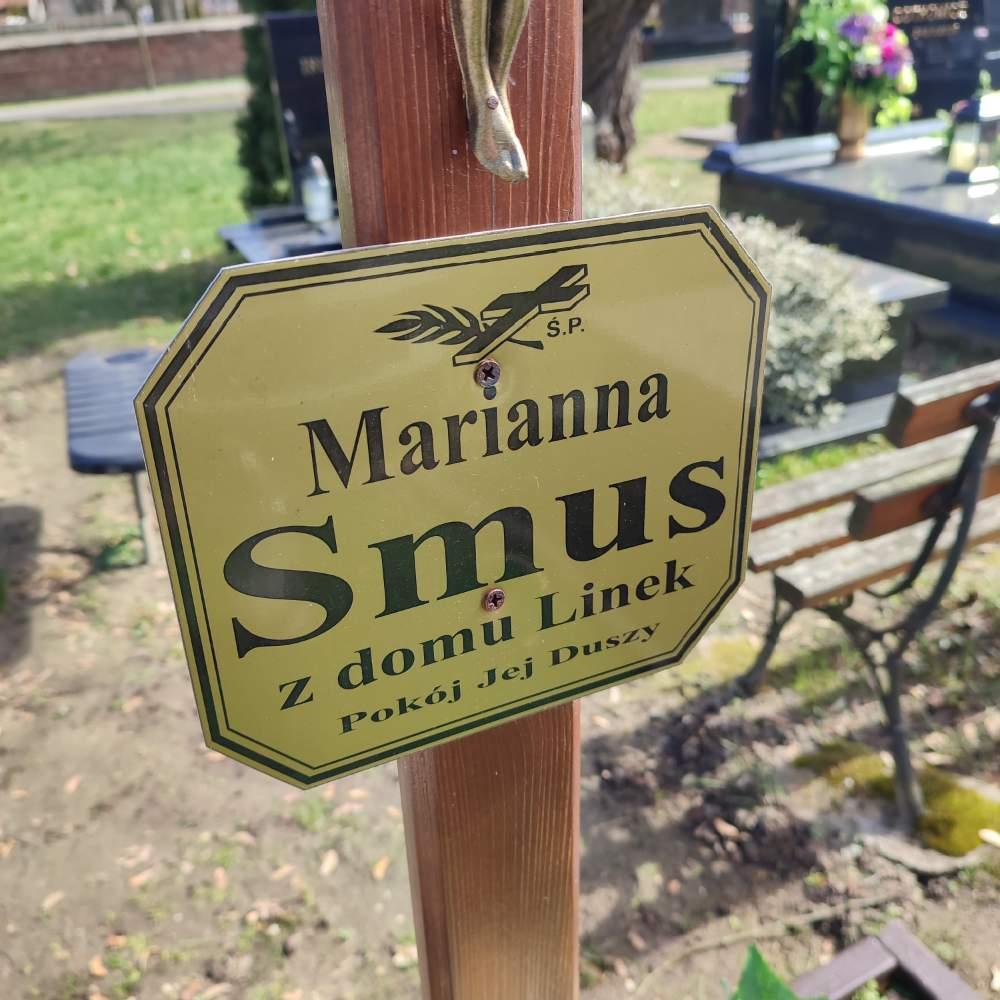 Ś.P.
Marianna
Smus
z domu Linek
Pokój Jej Duszy